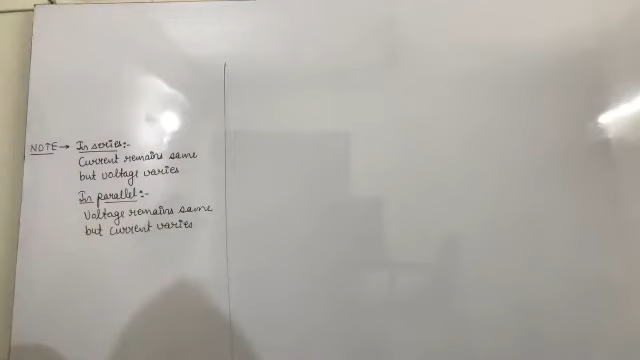 NOTE → In series:-
Current remains same
but voltage varies
In parallel:-
Voltage remains same
but current varies